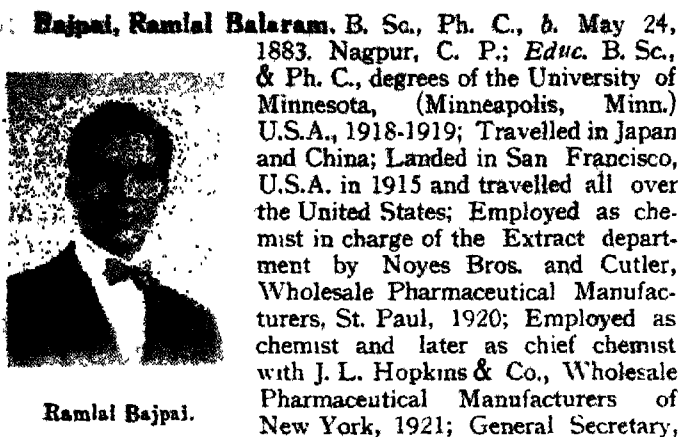 Bajpai, Ramlal Balaram. B. Sc., Ph. C., b. May 24,
1883. Nagpur, C. P.; Educ. B. Sc.,
& Ph. C., degrees of the University of
Minnesota, (Minneapolis, Minn.)
U.S.A., 1918-1919; Travelled in Japan
and China; Landed in San Francisco,
U.S.A. in 1915 and travelled all over
the United States; Employed as che-
mist in charge of the Extract depart-
ment by Noyes Bros. and Cutler,
Wholesale Pharmaceutical Manufac-
turers, St. Paul, 1920; Employed as
chemist and later as chief chemist
with J. L. Hopkins & Co., Wholesale
Pharmaceutical Manufacturers of
New York, 1921; General Secretary,
Ramlal Bajpai.